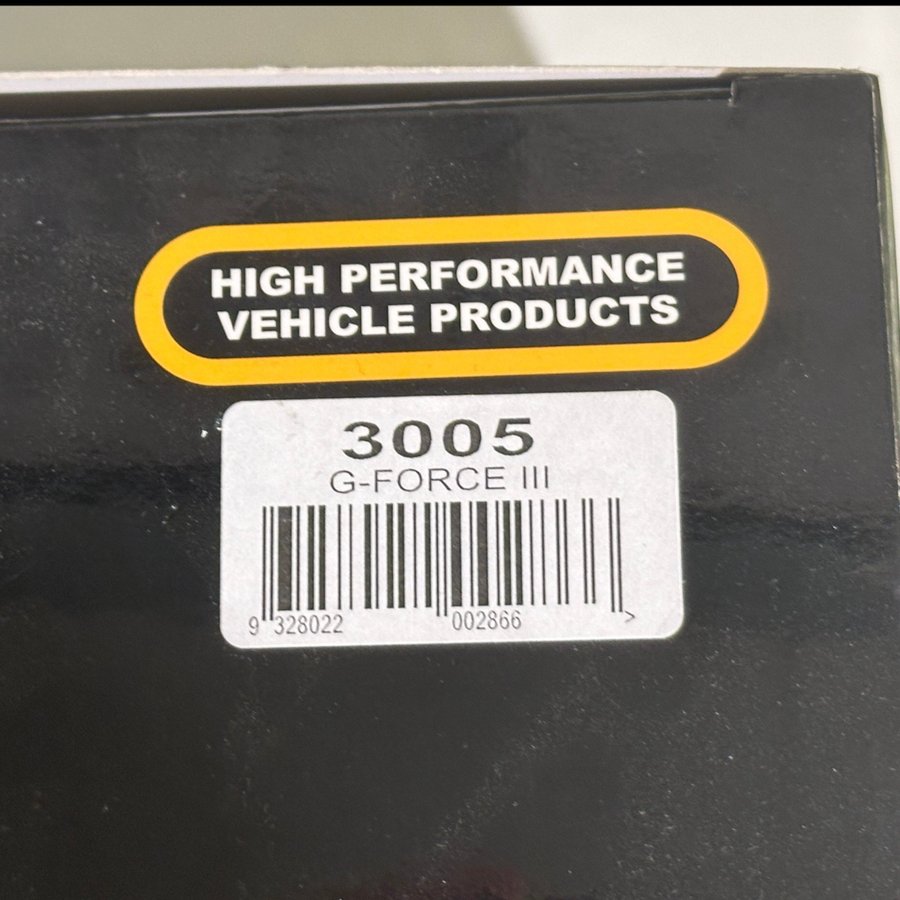 HIGH PERFORMANCE
VEHICLE PRODUCTS
3005
G-FORCE III
9 328022 002866 >